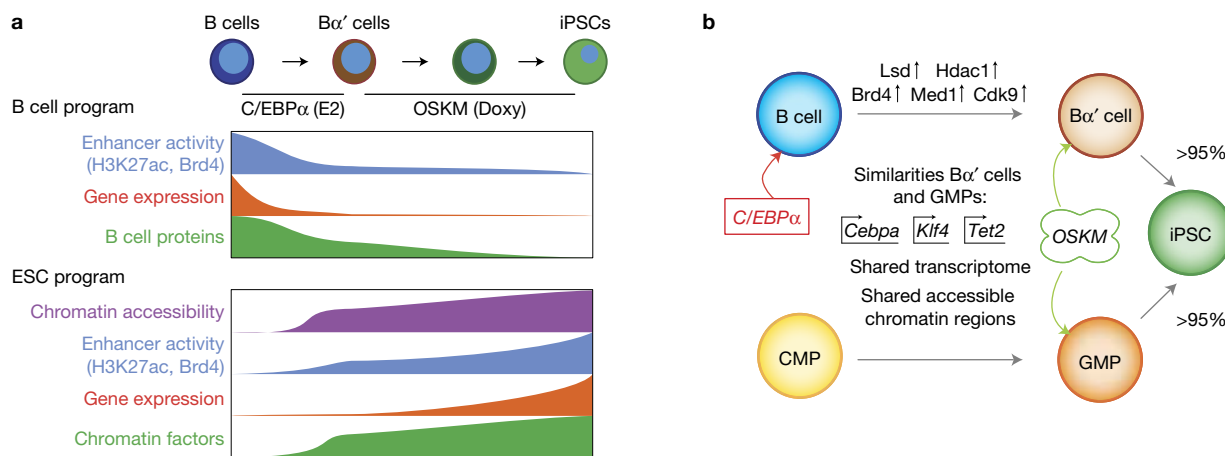 a
B cells
Bα′ cells
iPSCs
C/EBPα (E2)
OSKM (Doxy)
B cell program
Enhancer activity
(H3K27ac, Brd4)
Gene expression
B cell proteins
ESC program
Chromatin accessibility
Enhancer activity
(H3K27ac, Brd4)
Gene expression
Chromatin factors
b
Lsd↑ Hdac1↑
Brd4↑ Med1↑ Cdk9↑
B cell
Bα′ cell
>95%
Similarities Bα′ cells
and GMPs:
C/EBPα
Cebpa Klf4 Tet2
OSKM
iPSC
Shared transcriptome
Shared accessible
chromatin regions
>95%
CMP
GMP